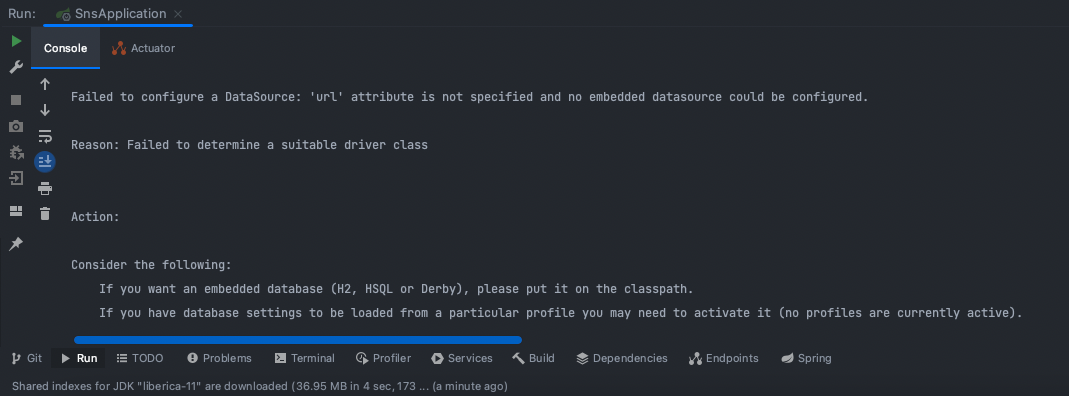 Run: SnsApplication
Console Actuator
Failed to configure a DataSource: 'url' attribute is not specified and no embedded datasource could be configured.
Reason: Failed to determine a suitable driver class
Action:
Consider the following:
If you want an embedded database (H2, HSQL or Derby), please put it on the classpath.
If you have database settings to be loaded from a particular profile you may need to activate it (no profiles are currently active).
Git Run TODO Problems Terminal Profiler Services Build Dependencies Endpoints Spring
Shared indexes for JDK "liberica-11" are downloaded (36.95 MB in 4 sec, 173 ... (a minute ago)